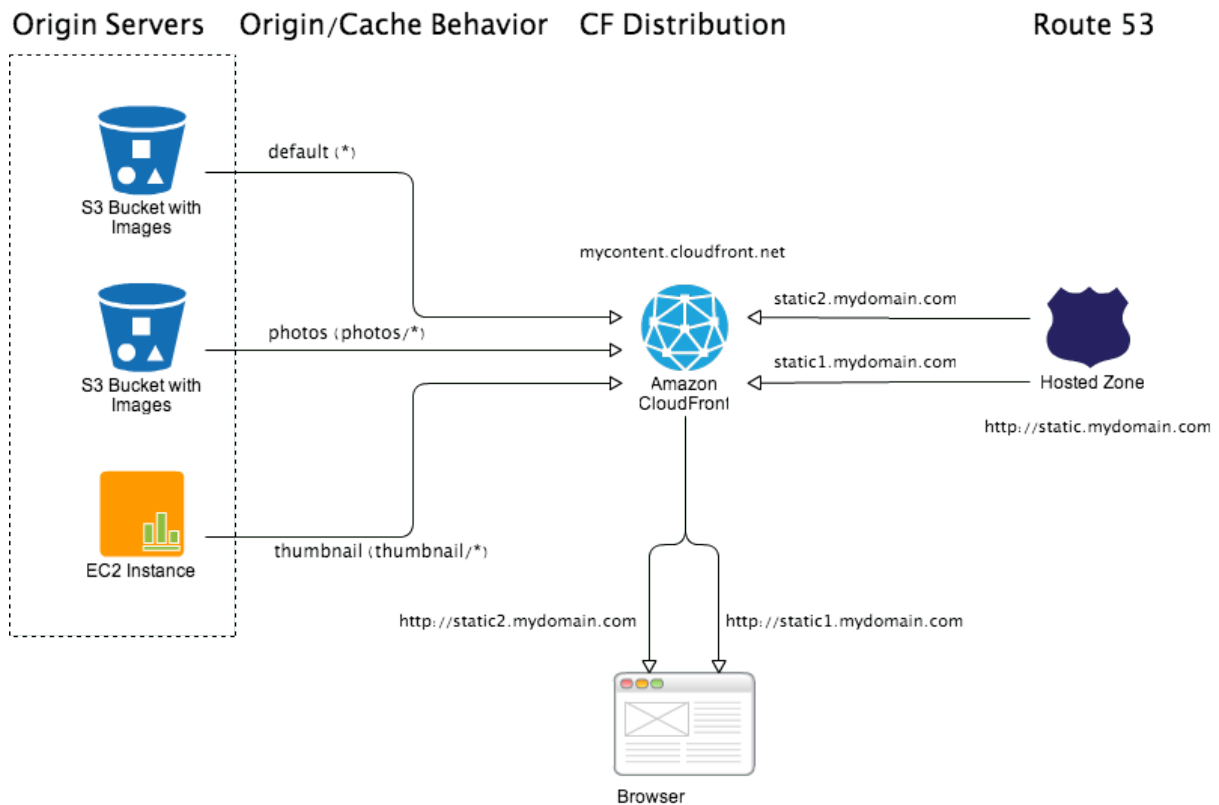 Origin Servers
Origin/Cache Behavior
CF Distribution
Route 53
default (*)
S3 Bucket with
Images
mycontent.cloudfront.net
static2.mydomain.com
photos (photos/*)
static1.mydomain.com
S3 Bucket with
Images
Amazon
CloudFront
Hosted Zone
http://static.mydomain.com
thumbnail (thumbnail/*)
EC2 Instance
http://static2.mydomain.com
http://static1.mydomain.com
Browser